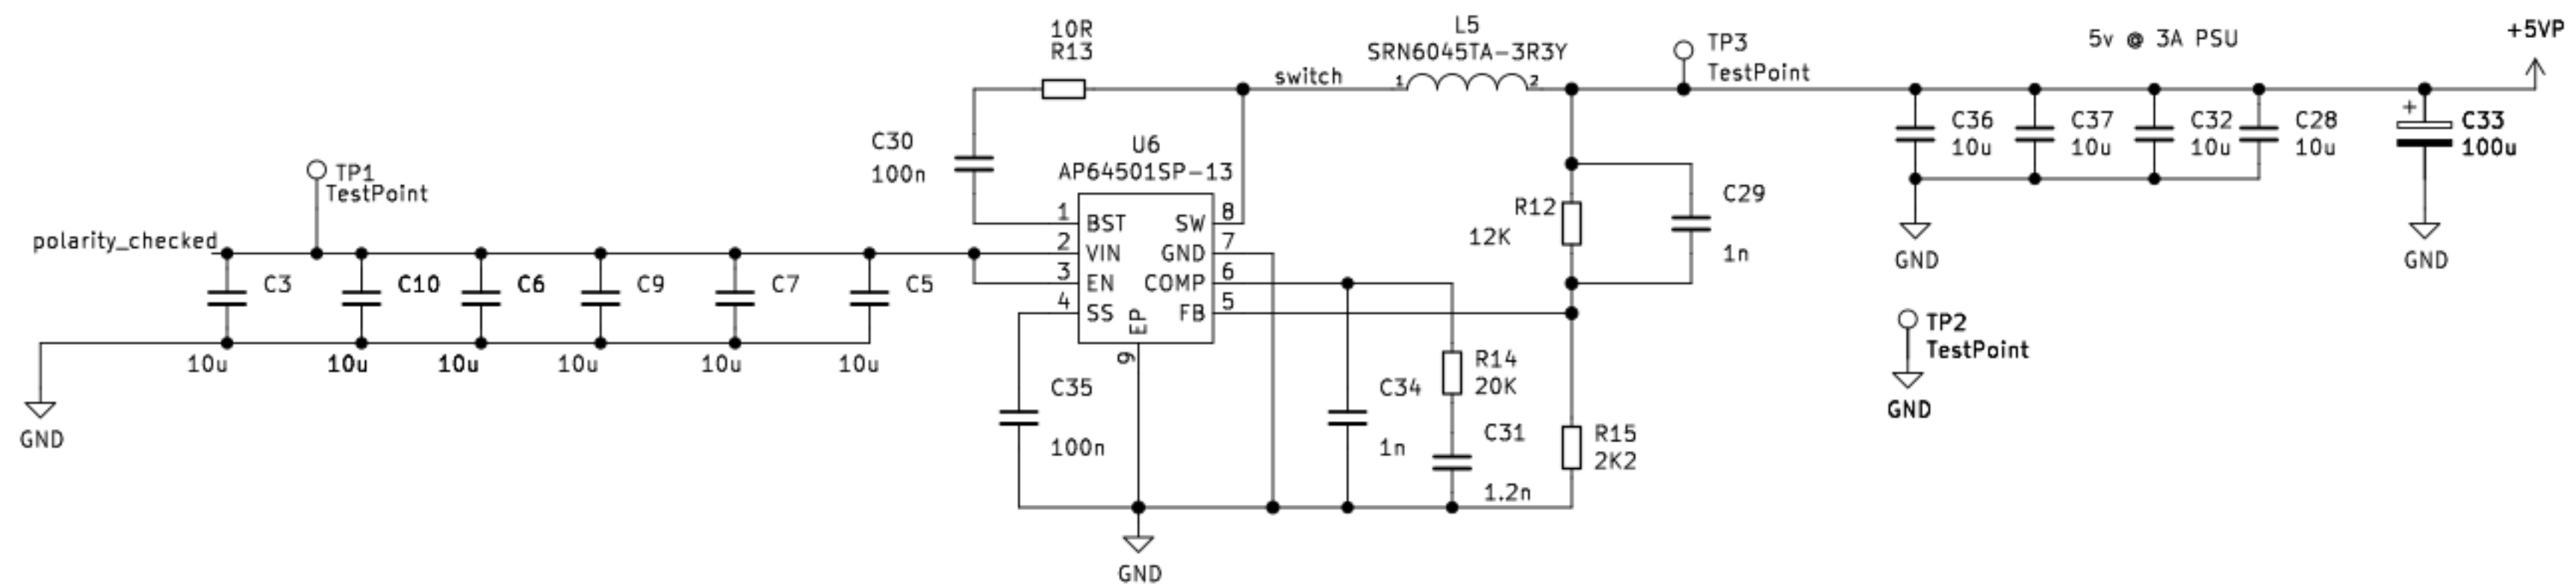 10R
R13
L5
SRN6045TA-3R3Y
switch
1
2
TP3
TestPoint
5v @ 3A PSU
+5VP
C30
100n
U6
AP64501SP-13
TP1
TestPoint
polarity_checked
C3
10u
C10
10u
C6
10u
C9
10u
C7
10u
C5
10u
GND
1
BST
2
VIN
3
EN
4
SS
EP
9
8
SW
7
GND
6
COMP
5
FB
C35
100n
GND
C34
1n
R14
20K
C31
1.2n
R12
12K
C29
1n
R15
2K2
C36
10u
C37
10u
C32
10u
C28
10u
+
C33
100u
GND
GND
TP2
TestPoint
GND